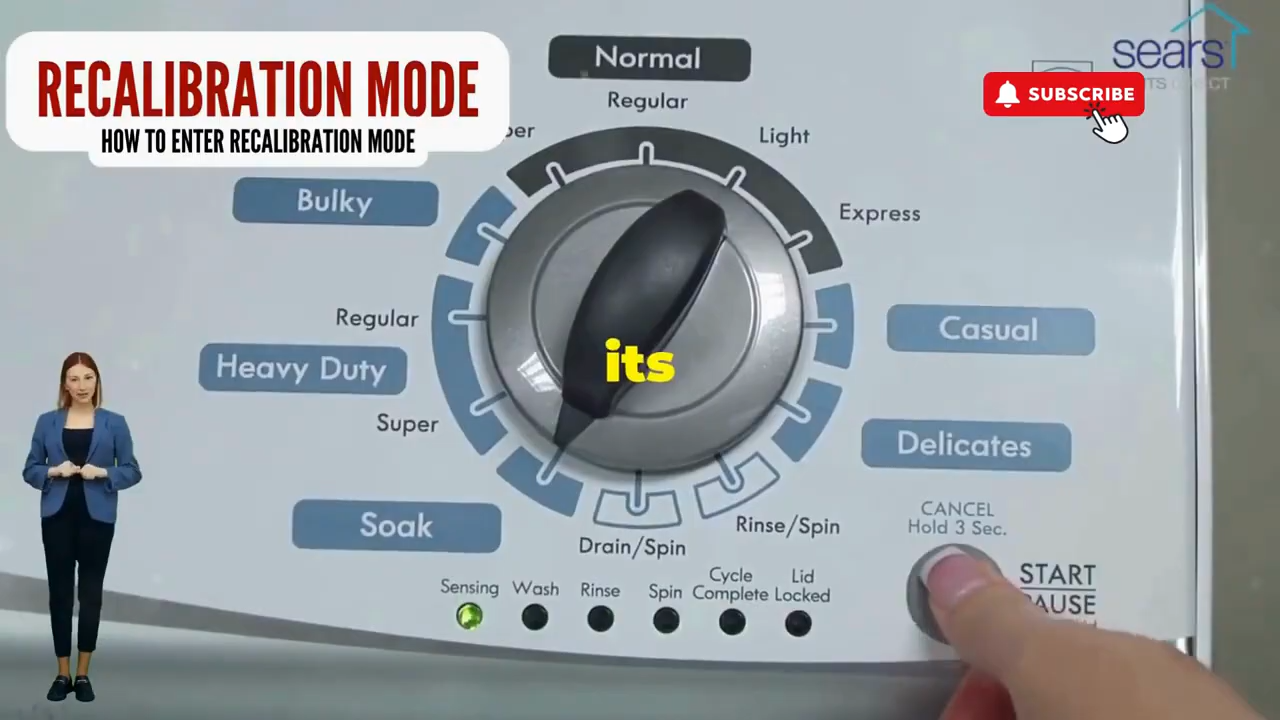 RECALIBRATION MODE
HOW TO ENTER RECALIBRATION MODE
sears
SUBSCRIBE
Normal
Regular
Light
Express
Bulky
Regular
Heavy Duty
Super
Casual
Delicates
its
Soak
Drain/Spin
Rinse/Spin
CANCEL
Hold 3 Sec.
START
Sensing
Wash
Rinse
Spin
Cycle
Complete
Lid
Locked